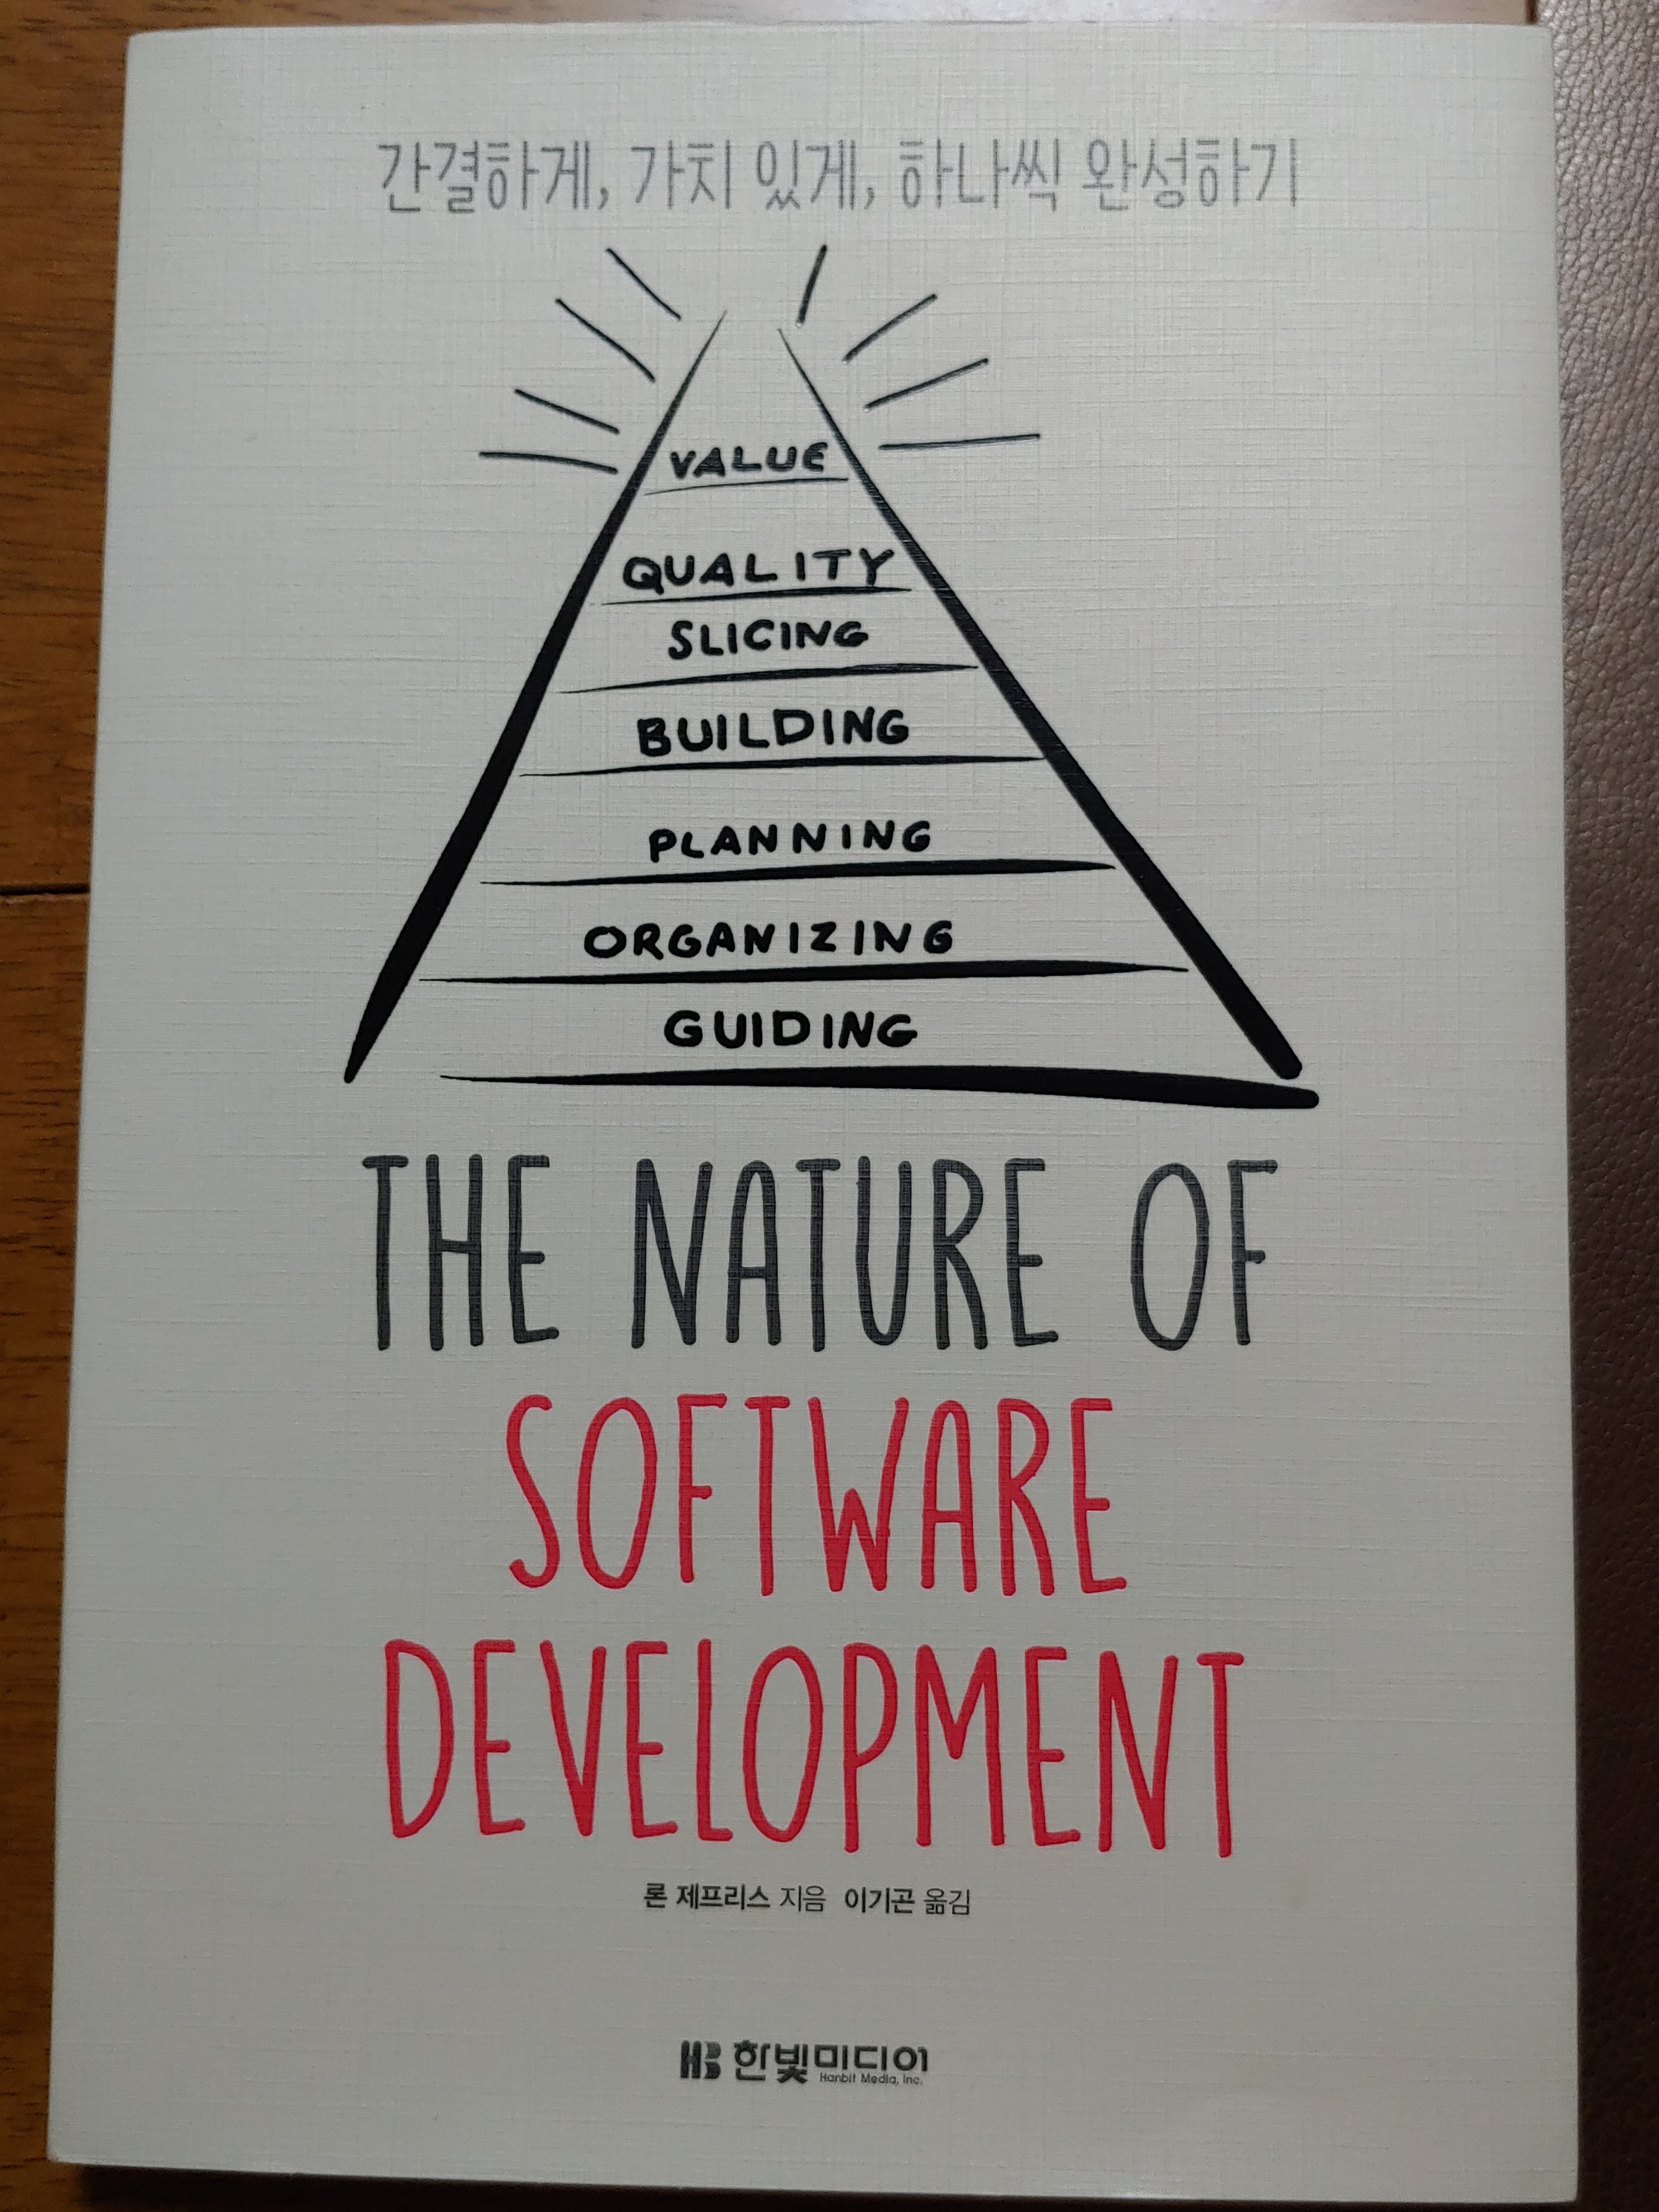 간결하게, 가치 있게, 하나씩 완성하기
VALUE
QUALITY
SLICING
BUILDING
PLANNING
ORGANIZING
GUIDING
THE NATURE OF
SOFTWARE
DEVELOPMENT
론 제프리스 지음 이기곤 옮김
HB 한빛미디어
Hanbit Media, Inc.